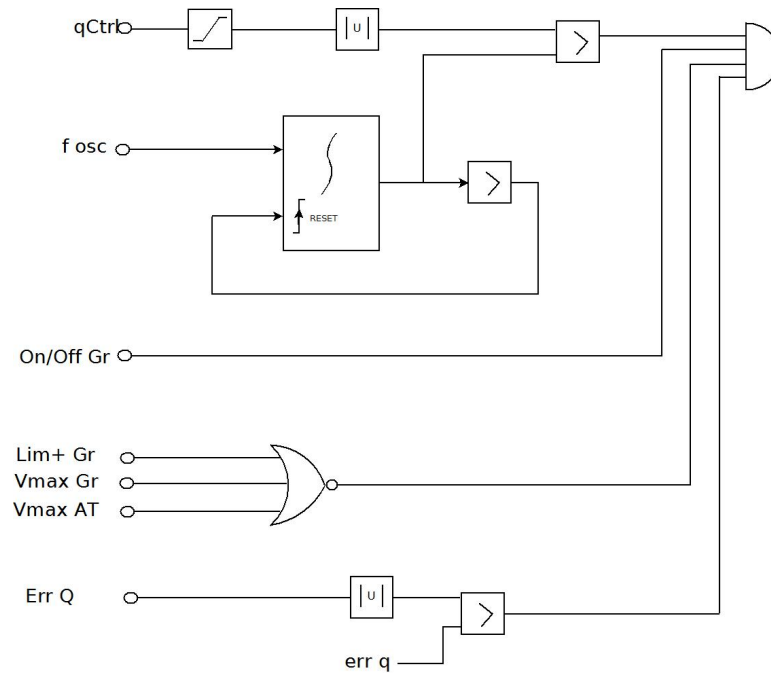 qCtrl
|U|
f osc
RESET
On/Off Gr
Lim+ Gr
Vmax Gr
Vmax AT
Err Q
|U|
err q